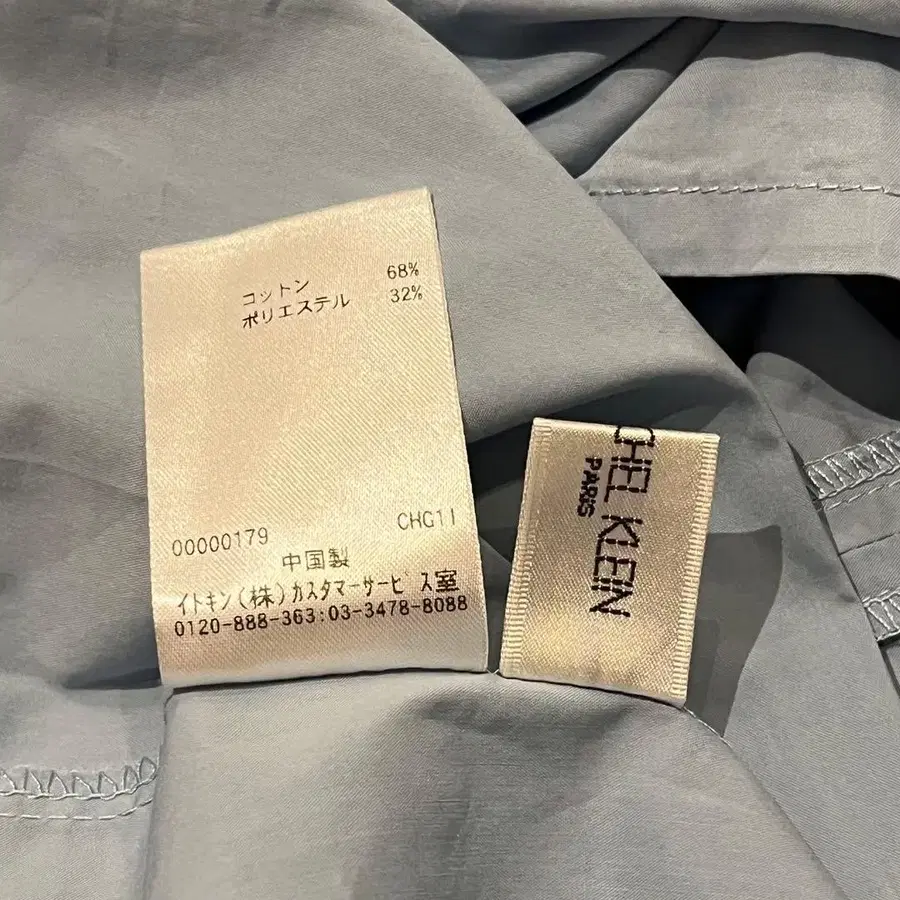 コットン 68%
ポリエステル 32%
00000179 CHG11
中国製
イトキン(株)カスタマーサービス室
0120-888-363:03-3478-8088
CHEL KLEIN
PARIS